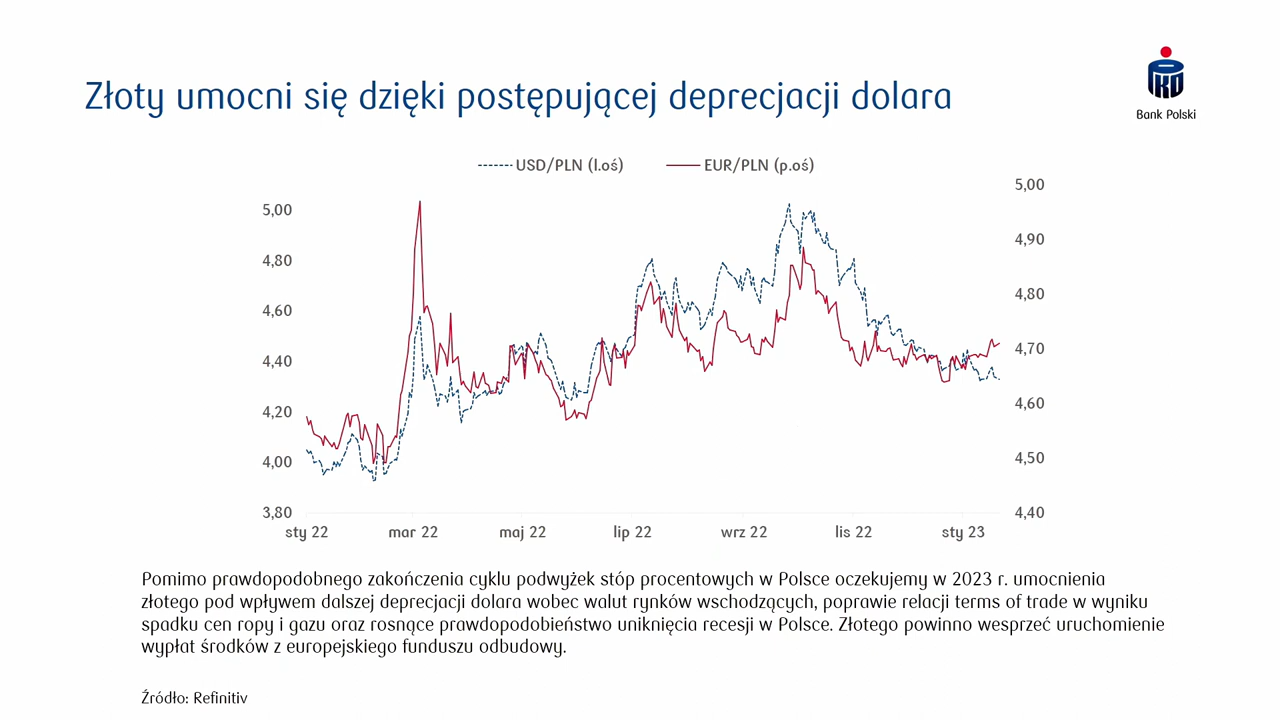 Złoty umocni się dzięki postępującej deprecjacji dolara
PKO
Bank Polski
USD/PLN (l.oś) EUR/PLN (p.oś)
5,00
4,80
4,60
4,40
4,20
4,00
3,80
5,00
4,90
4,80
4,70
4,60
4,50
4,40
sty 22 mar 22 maj 22 lip 22 wrz 22 lis 22 sty 23
Pomimo prawdopodobnego zakończenia cyklu podwyżek stóp procentowych w Polsce oczekujemy w 2023 r. umocnienia
złotego pod wpływem dalszej deprecjacji dolara wobec walut rynków wschodzących, poprawie relacji terms of trade w wyniku
spadku cen ropy i gazu oraz rosnące prawdopodobieństwo uniknięcia recesji w Polsce. Złotego powinno wesprzeć uruchomienie
wypłat środków z europejskiego funduszu odbudowy.
Źródło: Refinitiv